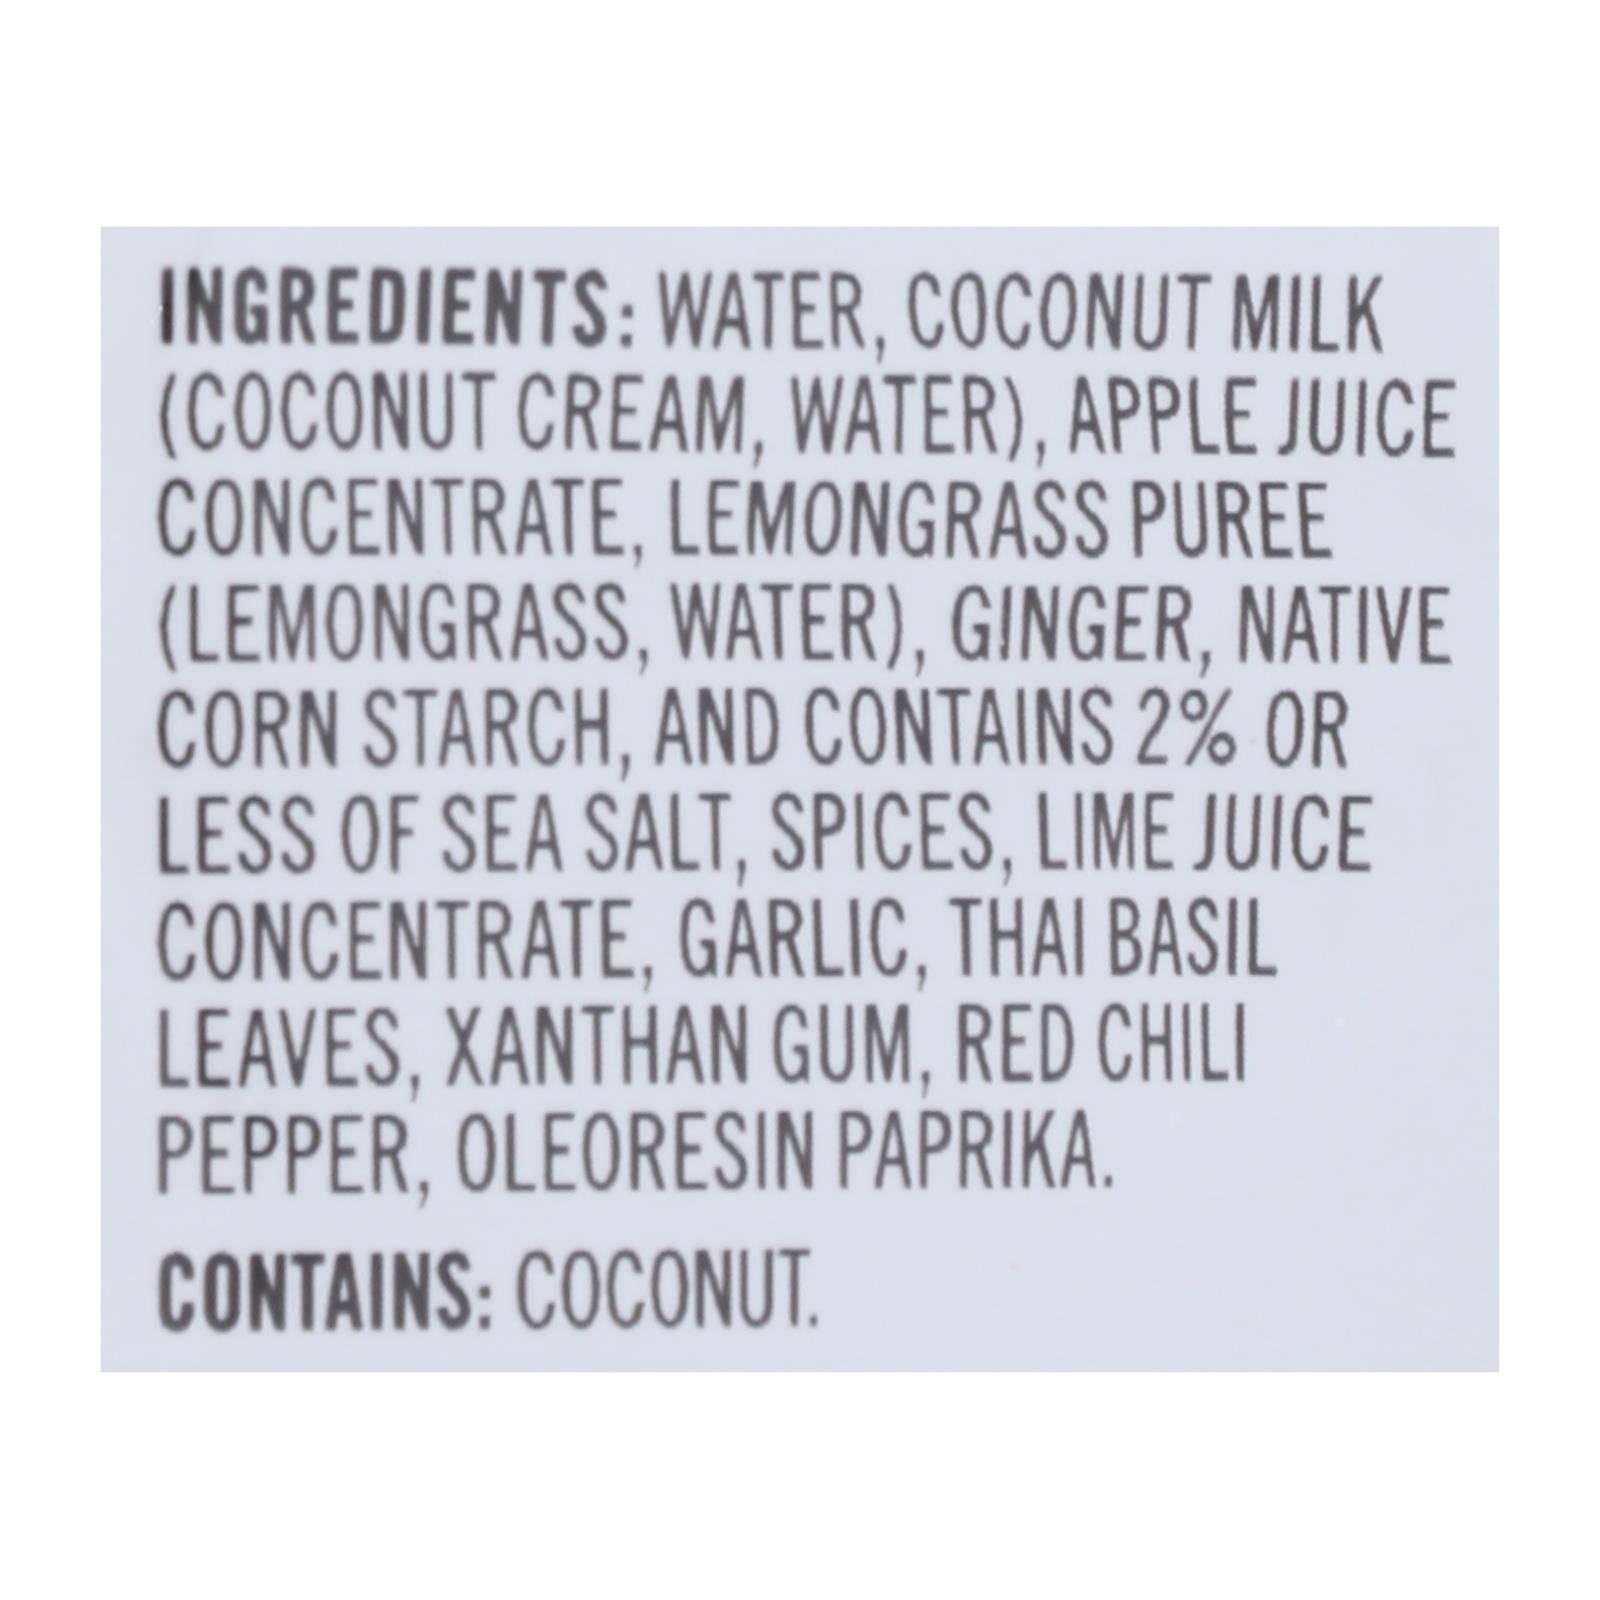 INGREDIENTS: WATER, COCONUT MILK
(COCONUT CREAM, WATER), APPLE JUICE
CONCENTRATE, LEMONGRASS PUREE
(LEMONGRASS, WATER), GINGER, NATIVE
CORN STARCH, AND CONTAINS 2% OR
LESS OF SEA SALT, SPICES, LIME JUICE
CONCENTRATE, GARLIC, THAI BASIL
LEAVES, XANTHAN GUM, RED CHILI
PEPPER, OLEORESIN PAPRIKA.
CONTAINS: COCONUT.